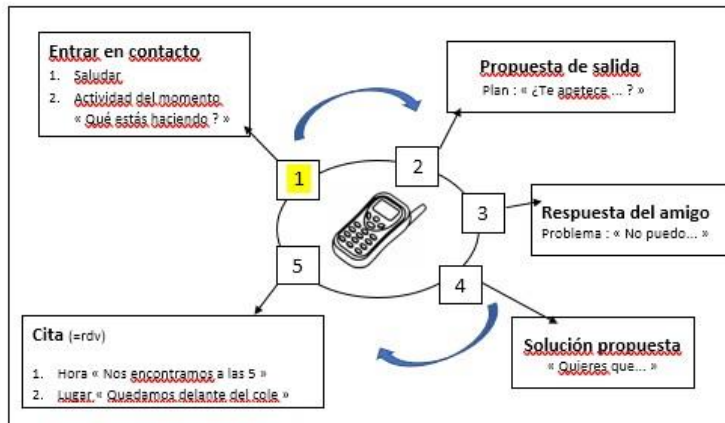 Entrar en contacto
1. Saludar
2. Actividad del momento
« Qué estás haciendo ? »
Propuesta de salida
Plan : « ¿Te apetece ... ? »
1
2
3
Respuesta del amigo
Problema : « No puedo... »
5
4
Cita (=rdv)
1. Hora « Nos encontramos a las 5 »
2. Lugar « Quedamos delante del cole »
Solución propuesta
« Quieres que... »